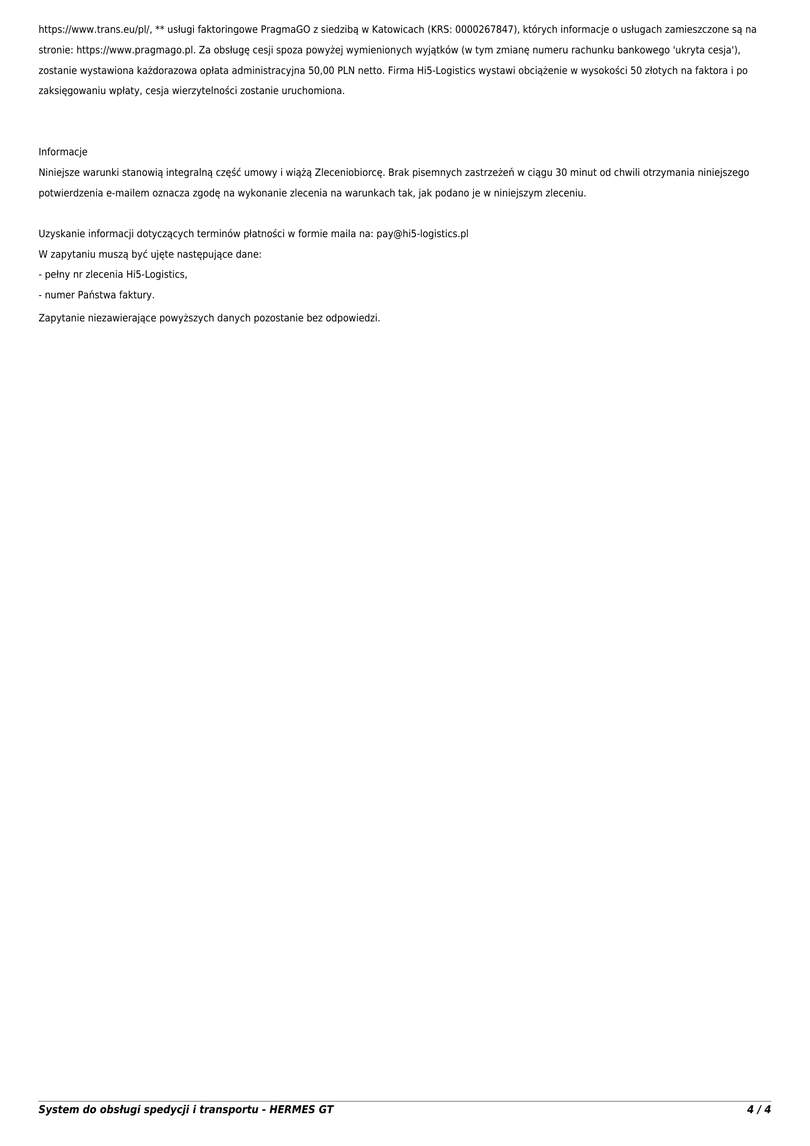 https://www.trans.eu/pl/, ** usługi faktoringowe PragmaGO z siedzibą w Katowicach (KRS: 0000267847), których informacje o usługach zamieszczone są na
stronie: https://www.pragmago.pl. Za obsługę cesji spoza powyżej wymienionych wyjątków (w tym zmianę numeru rachunku bankowego 'ukryta cesja'),
zostanie wystawiona każdorazowa opłata administracyjna 50,00 PLN netto. Firma Hi5-Logistics wystawi obciążenie w wysokości 50 złotych na faktora i po
zaksięgowaniu wpłaty, cesja wierzytelności zostanie uruchomiona.
Informacje
Niniejsze warunki stanowią integralną część umowy i wiążą Zleceniobiorcę. Brak pisemnych zastrzeżeń w ciągu 30 minut od chwili otrzymania niniejszego
potwierdzenia e-mailem oznacza zgodę na wykonanie zlecenia na warunkach tak, jak podano je w niniejszym zleceniu.
Uzyskanie informacji dotyczących terminów płatności w formie maila na: pay@hi5-logistics.pl
W zapytaniu muszą być ujęte następujące dane:
- pełny nr zlecenia Hi5-Logistics,
- numer Państwa faktury.
Zapytanie niezawierające powyższych danych pozostanie bez odpowiedzi.
System do obsługi spedycji i transportu - HERMES GT
4 / 4